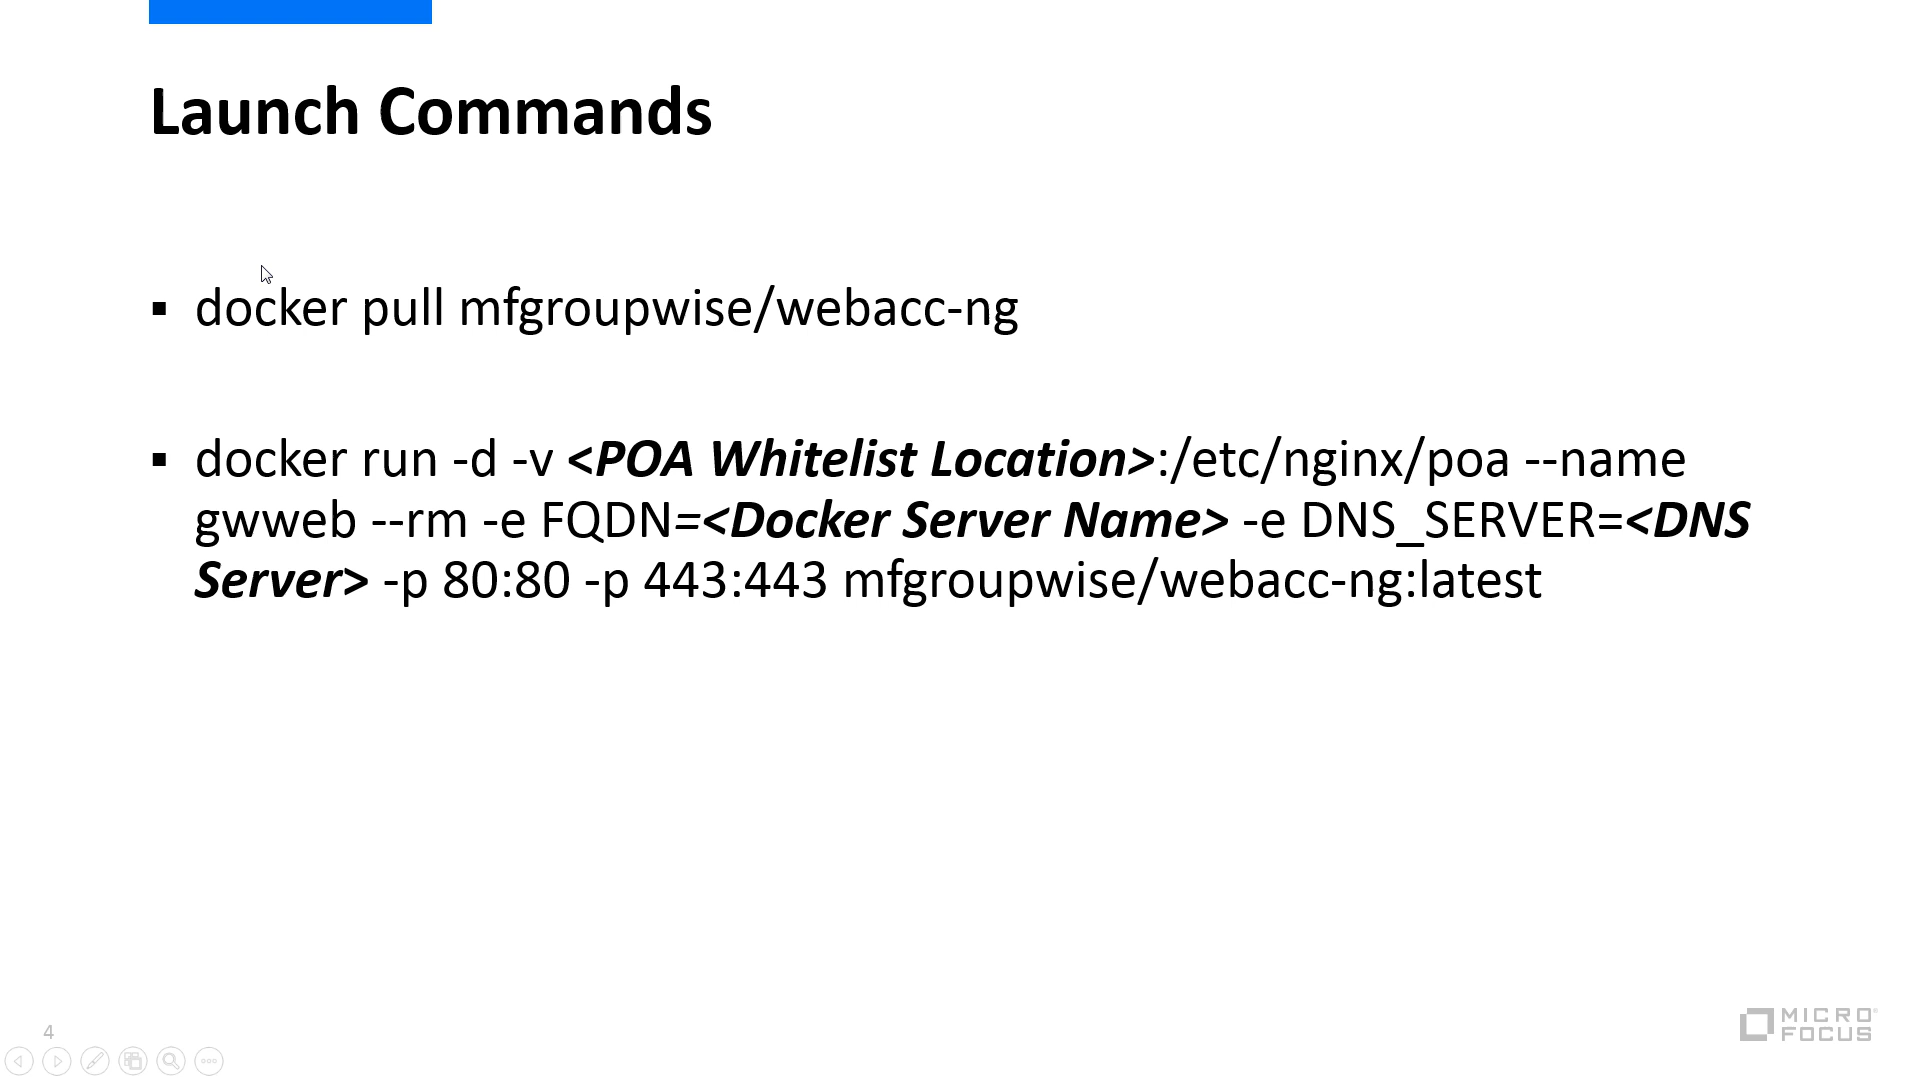 Launch Commands
▪ docker pull mfgroupwise/webacc-ng
▪ docker run -d -v <POA Whitelist Location>:/etc/nginx/poa --name
gwweb --rm -e FQDN=<Docker Server Name> -e DNS_SERVER=<DNS
Server> -p 80:80 -p 443:443 mfgroupwise/webacc-ng:latest
4
MICRO
FOCUS